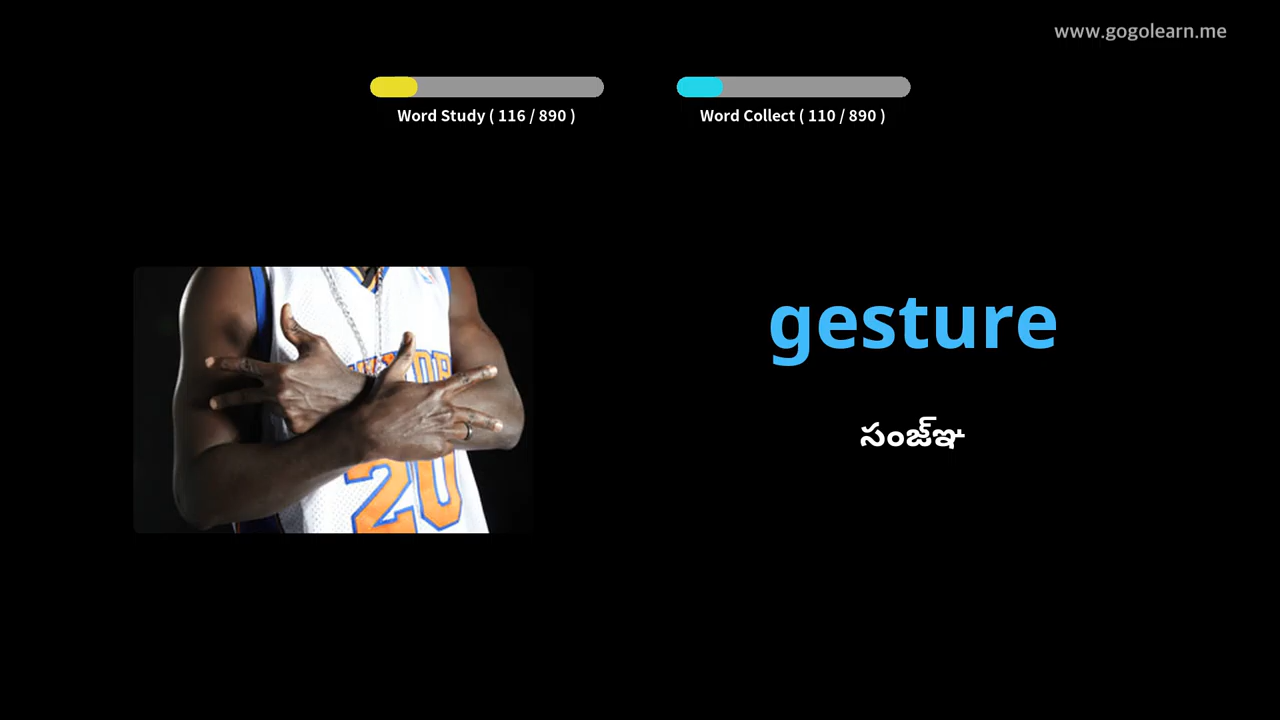 www.gogolearn.me
Word Study ( 116 / 890 )
Word Collect ( 110 / 890 )
gesture
సంజ్ఞ
20